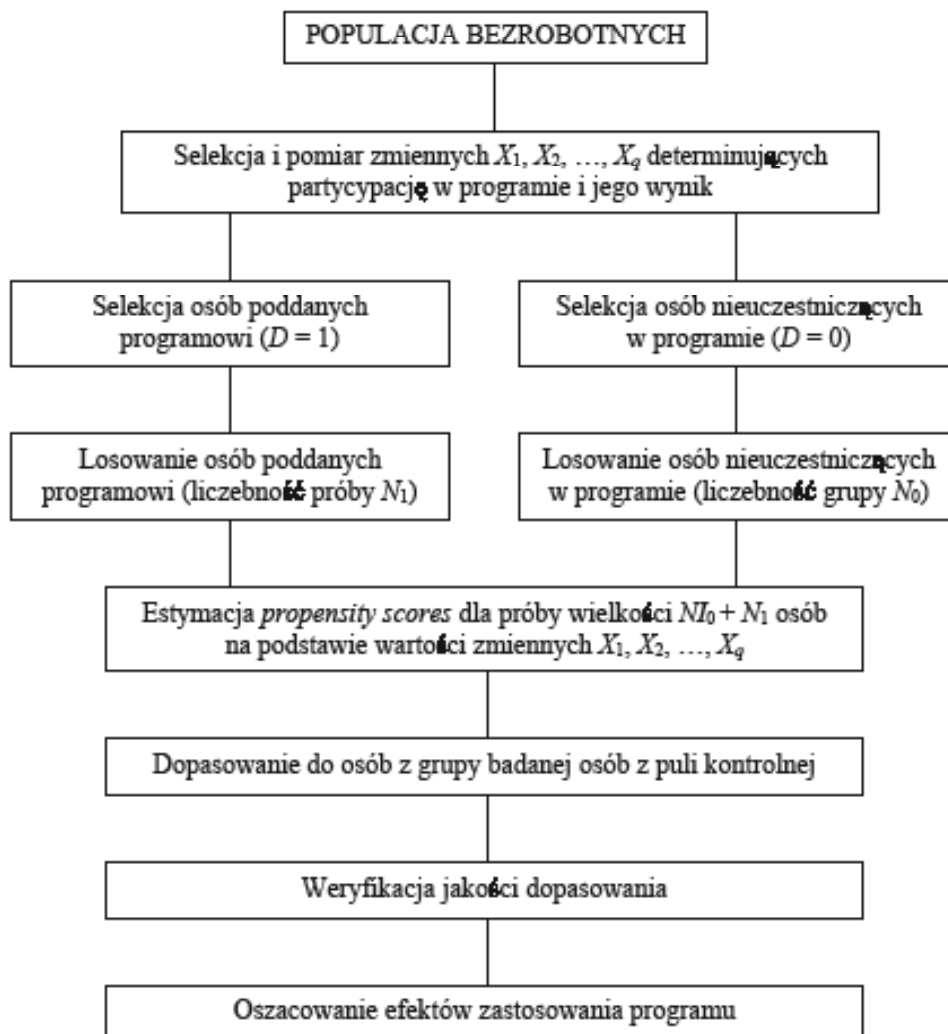 POPULACJA BEZROBOTNYCH
Selekcja i pomiar zmiennych X₁, X₂, …, X_q determinujących
partycypację w programie i jego wynik
Selekcja osób poddanych
programowi (D = 1)
Selekcja osób nieuczestniczących
w programie (D = 0)
Losowanie osób poddanych
programowi (liczebność próby N₁)
Losowanie osób nieuczestniczących
w programie (liczebność grupy N₀)
Estymacja propensity scores dla próby wielkości NI₀ + N₁ osób
na podstawie wartości zmiennych X₁, X₂, …, X_q
Dopasowanie do osób z grupy badanej osób z puli kontrolnej
Weryfikacja jakości dopasowania
Oszacowanie efektów zastosowania programu